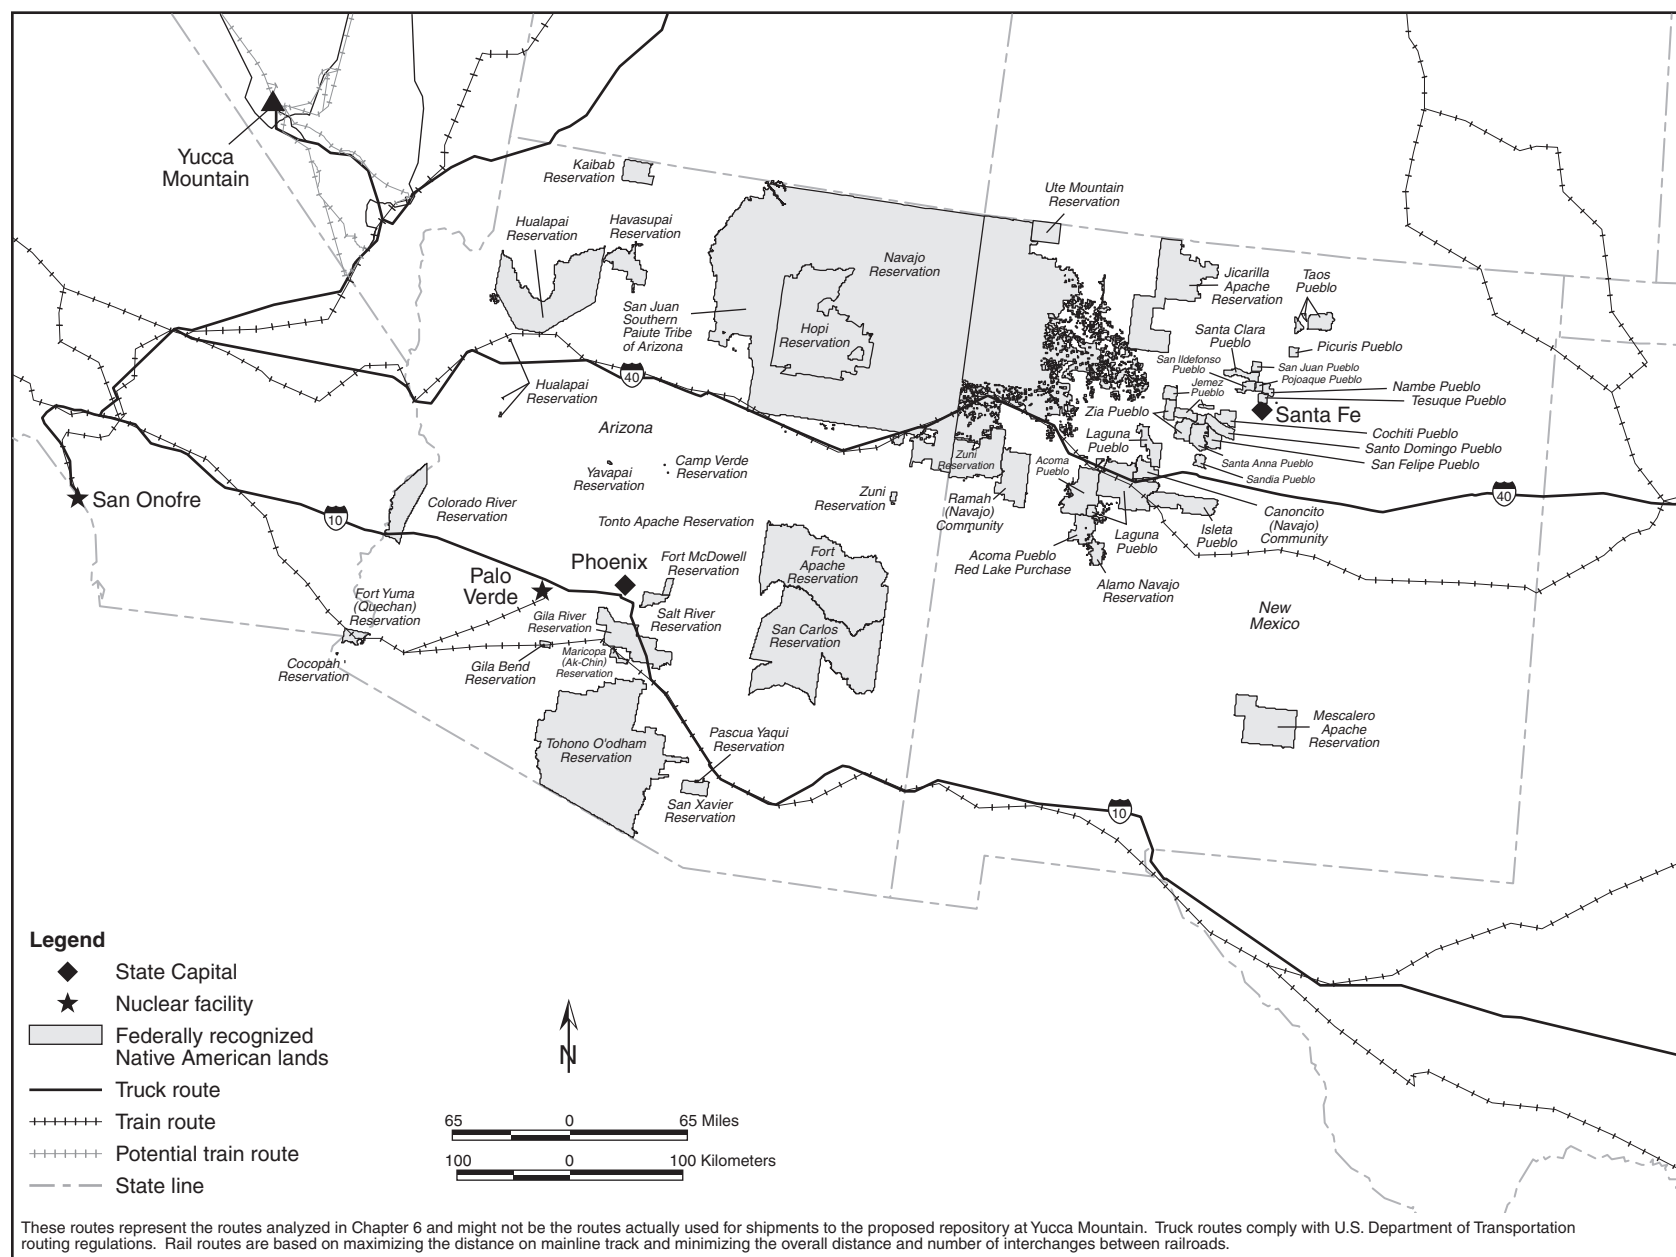 Yucca
Mountain
Kaibab
Reservation
Hualapai
Reservation
Havasupai
Reservation
Ute Mountain
Reservation
Navajo
Reservation
San Juan
Southern
Paiute Tribe
of Arizona
Hopi
Reservation
Jicarilla
Apache
Reservation
Taos
Pueblo
Santa Clara
Pueblo
Picuris Pueblo
San Ildefonso
Pueblo
San Juan Pueblo
Pojoaque Pueblo
Jemez
Pueblo
Nambe Pueblo
Tesuque Pueblo
Zia Pueblo
Santa Fe
40
Hualapai
Reservation
Arizona
Laguna
Pueblo
Cochiti Pueblo
Santo Domingo Pueblo
San Felipe Pueblo
Santa Anna Pueblo
Sandia Pueblo
Yavapai
Reservation
Camp Verde
Reservation
Zuni
Reservation
Acoma
Pueblo
Zuni
Reservation
Ramah
(Navajo)
Community
San Onofre
Colorado River
Reservation
10
40
Tonto Apache Reservation
Canoncito
(Navajo)
Community
Isleta
Pueblo
Laguna
Pueblo
Acoma Pueblo
Red Lake Purchase
Alamo Navajo
Reservation
Phoenix
Palo
Verde
Fort McDowell
Reservation
Fort
Apache
Reservation
Fort Yuma
(Quechan)
Reservation
Gila River
Reservation
Salt River
Reservation
San Carlos
Reservation
New
Mexico
Cocopah
Reservation
Gila Bend
Reservation
Maricopa
(Ak-Chin)
Reservation
Tohono O'odham
Reservation
Pascua Yaqui
Reservation
San Xavier
Reservation
Mescalero
Apache
Reservation
10
Legend
State Capital
Nuclear facility
Federally recognized
Native American lands
Truck route
Train route
Potential train route
State line
N
65 0 65 Miles
100 0 100 Kilometers
These routes represent the routes analyzed in Chapter 6 and might not be the routes actually used for shipments to the proposed repository at Yucca Mountain. Truck routes comply with U.S. Department of Transportation
routing regulations. Rail routes are based on maximizing the distance on mainline track and minimizing the overall distance and number of interchanges between railroads.